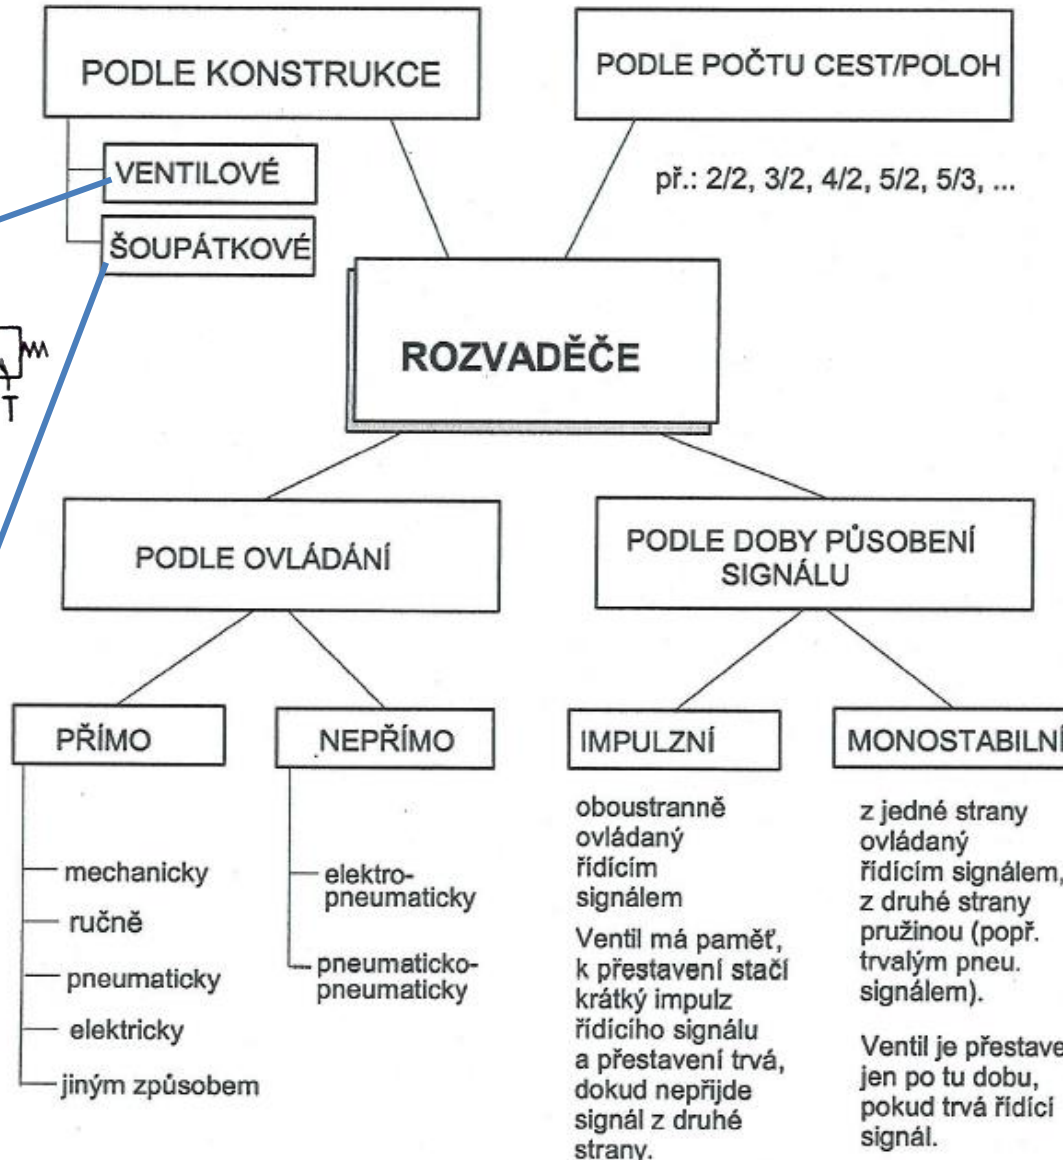 PODLE KONSTRUKCE
PODLE POČTU CEST/POLOH
VENTILOVÉ
ŠOUPÁTKOVÉ
př.: 2/2, 3/2, 4/2, 5/2, 5/3, ...
T
ROZVADĚČE
PODLE OVLÁDÁNÍ
PODLE DOBY PŮSOBENÍ
SIGNÁLU
PŘÍMO
mechanicky
ručně
pneumaticky
elektricky
jiným způsobem
NEPŘÍMO
elektro-
pneumaticky
pneumaticko-
pneumaticky
IMPULZNÍ
oboustranně
ovládaný
řídícím
signálem
Ventil má paměť,
k přestavení stačí
krátký impulz
řídícího signálu
a přestavení trvá,
dokud nepřijde
signál z druhé
strany.
MONOSTABILNÍ
z jedné strany
ovládaný
řídícím signálem,
z druhé strany
pružinou (popř.
trvalým pneu.
signálem).
Ventil je přestave
jen po tu dobu,
pokud trvá řídící
signál.